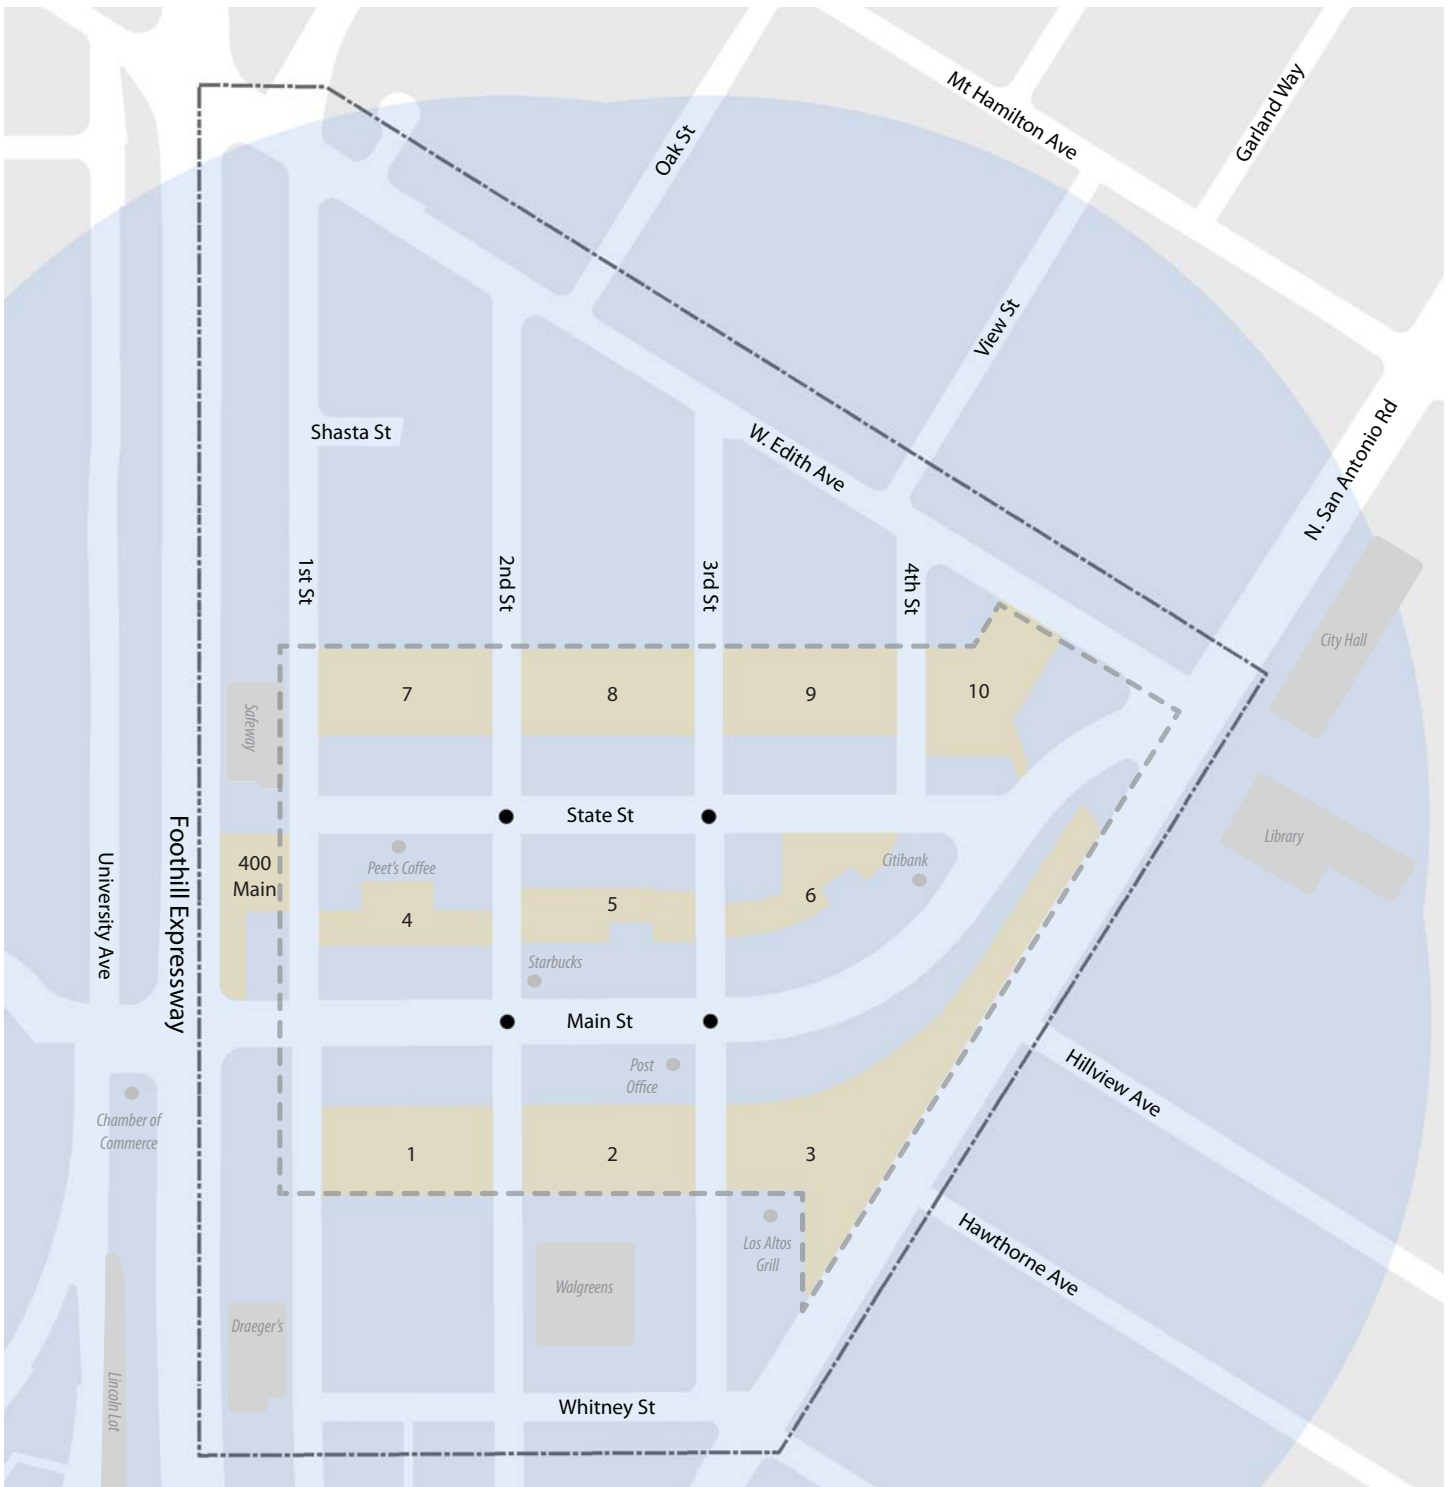 Mt Hamilton Ave
Garland Way
Oak St
View St
N. San Antonio Rd
Shasta St
W. Edith Ave
1st St
2nd St
3rd St
4th St
City Hall
Safeway
7
8
9
10
State St
Library
Foothill Expressway
University Ave
400
Main
Peet's Coffee
4
5
6
Citibank
Starbucks
Main St
Post
Office
Hillview Ave
Chamber of
Commerce
1
2
3
Hawthorne Ave
Los Altos
Grill
Walgreens
Draeger's
Lincoln Lot
Whitney St